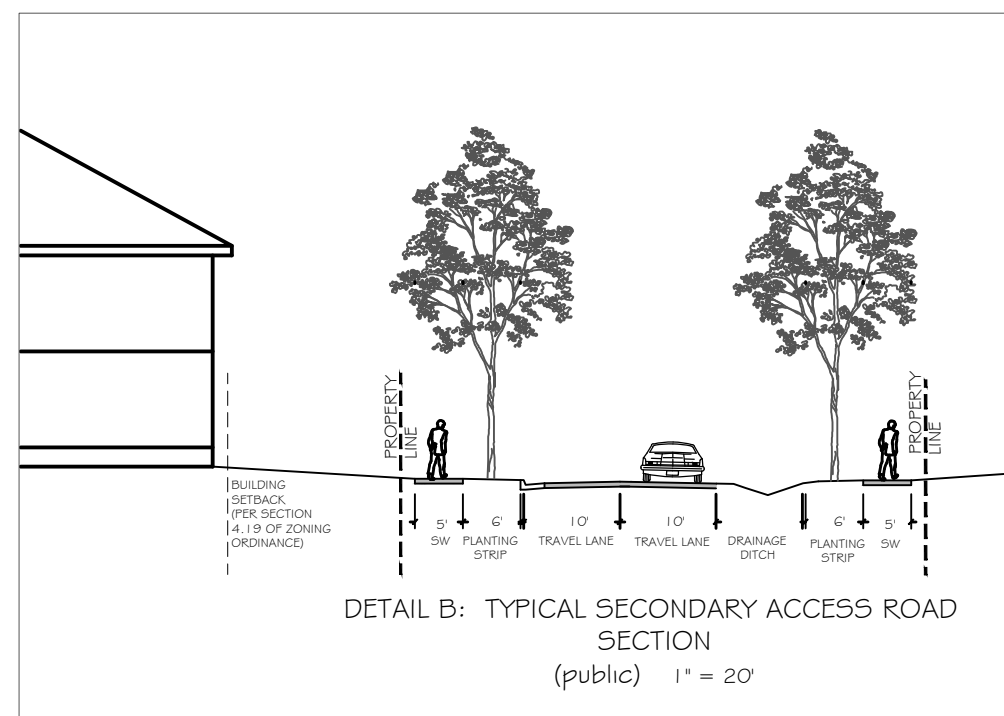 PROPERTY
LINE
PROPERTY
LINE
BUILDING
SETBACK
(PER SECTION
4.19 OF ZONING
ORDINANCE)
5'
SW
6'
PLANTING
STRIP
10'
TRAVEL LANE
10'
TRAVEL LANE
DRAINAGE
DITCH
6'
PLANTING
STRIP
5'
SW
DETAIL B: TYPICAL SECONDARY ACCESS ROAD
SECTION
(public) 1" = 20'